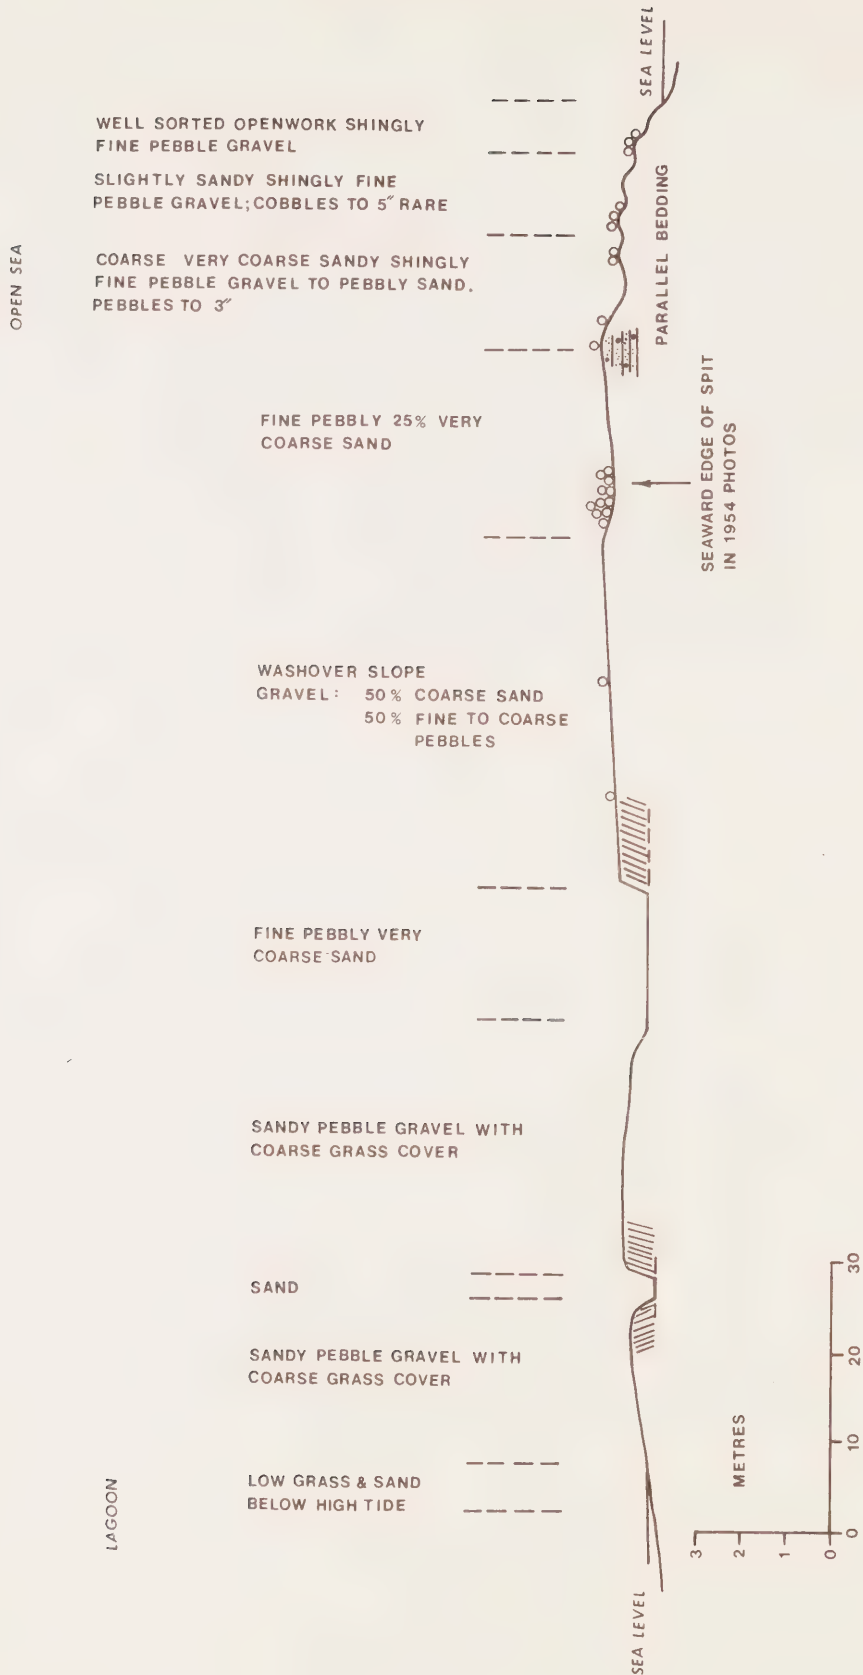 SEA LEVEL
WELL SORTED OPENWORK SHINGLY
FINE PEBBLE GRAVEL
SLIGHTLY SANDY SHINGLY FINE
PEBBLE GRAVEL; COBBLES TO 5" RARE
OPEN SEA
COARSE VERY COARSE SANDY SHINGLY
FINE PEBBLE GRAVEL TO PEBBLY SAND.
PEBBLES TO 3"
PARALLEL BEDDING
FINE PEBBLY 25% VERY
COARSE SAND
SEAWARD EDGE OF SPIT
IN 1954 PHOTOS
WASHOVER SLOPE
GRAVEL: 50% COARSE SAND
50% FINE TO COARSE
PEBBLES
FINE PEBBLY VERY
COARSE SAND
SANDY PEBBLE GRAVEL WITH
COARSE GRASS COVER
SAND
SANDY PEBBLE GRAVEL WITH
COARSE GRASS COVER
LAGOON
LOW GRASS & SAND
BELOW HIGH TIDE
METRES
30
20
10
0
3
2
1
0
SEA LEVEL